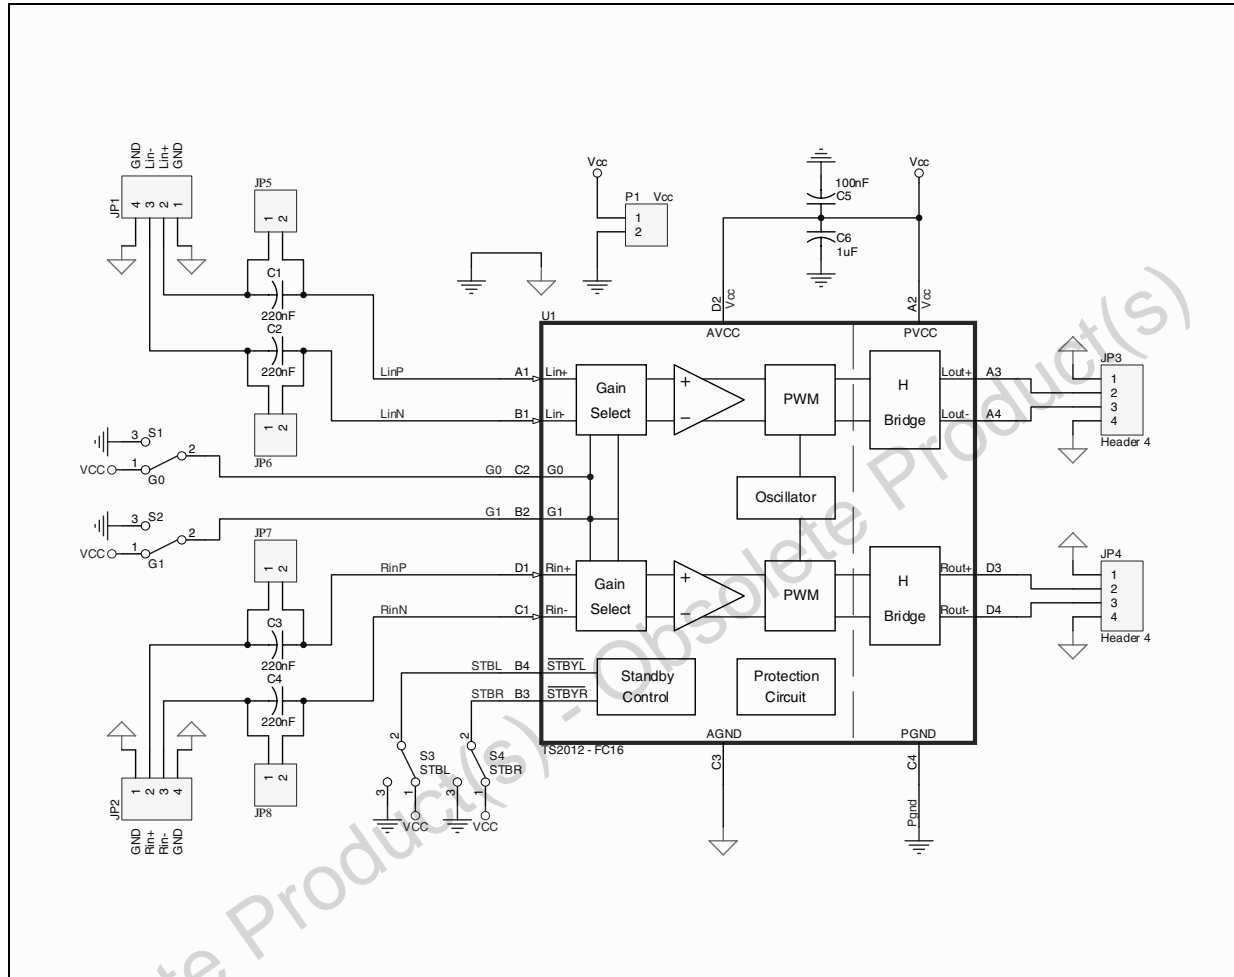 GND
Lin-
Lin+
GND
JP1
4
3
2
1
JP5
1
2
C1
220nF
C2
220nF
1
2
JP6
Vcc
P1
Vcc
1
2
100nF
C5
C6
1uF
Vcc
D2
Vcc
A2
Vcc
U1
AVCC
PVCC
LinP
A1
Lin+
LinN
B1
Lin-
Gain
Select
+
−
PWM
H
Bridge
Lout+
A3
Lout-
A4
JP3
1
2
3
4
Header 4
3
S1
VCC
1
2
G0
G0
C2
G0
3
S2
VCC
1
2
G1
G1
B2
G1
Oscillator
JP7
1
2
C3
220nF
C4
220nF
1
2
JP8
RinP
D1
Rin+
RinN
C1
Rin-
Gain
Select
+
−
PWM
H
Bridge
Rout+
D3
Rout-
D4
JP4
1
2
3
4
Header 4
STBL
B4
STBYL
STBR
B3
STBYR
Standby
Control
Protection
Circuit
TS2012 - FC16
AGND
PGND
C3
C4
Pgnd
2
S3
STBL
3
1
VCC
2
S4
STBR
3
1
VCC
JP2
1
2
3
4
GND
Rin+
Rin-
GND
te Product(s) - Obsolete Product(s)